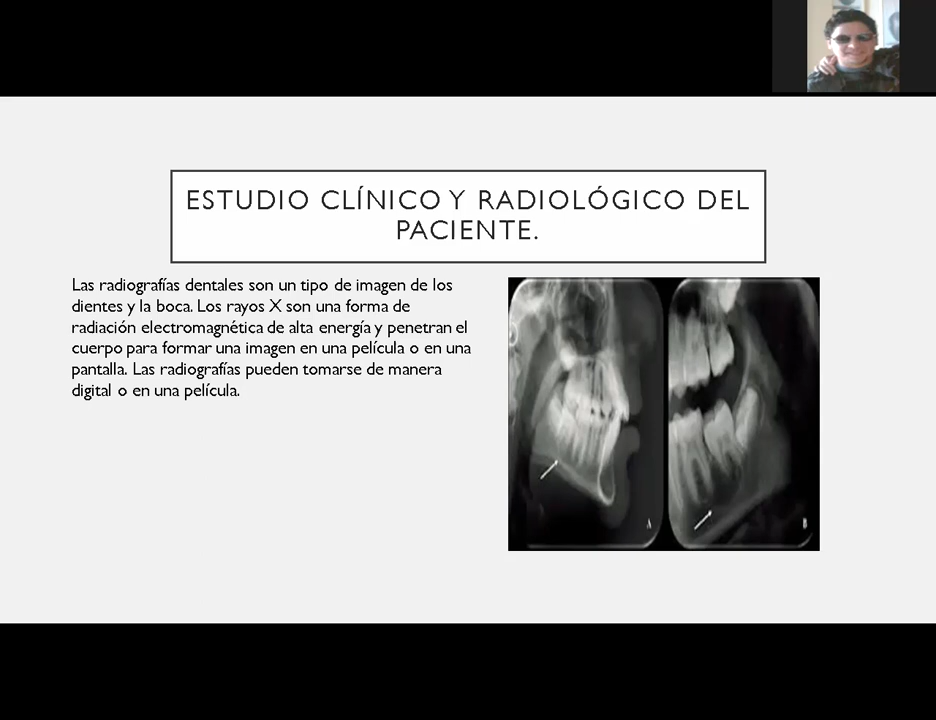 ESTUDIO CLÍNICO Y RADIOLÓGICO DEL
PACIENTE.
Las radiografías dentales son un tipo de imagen de los
dientes y la boca. Los rayos X son una forma de
radiación electromagnética de alta energía y penetran el
cuerpo para formar una imagen en una película o en una
pantalla. Las radiografías pueden tomarse de manera
digital o en una película.
A
B